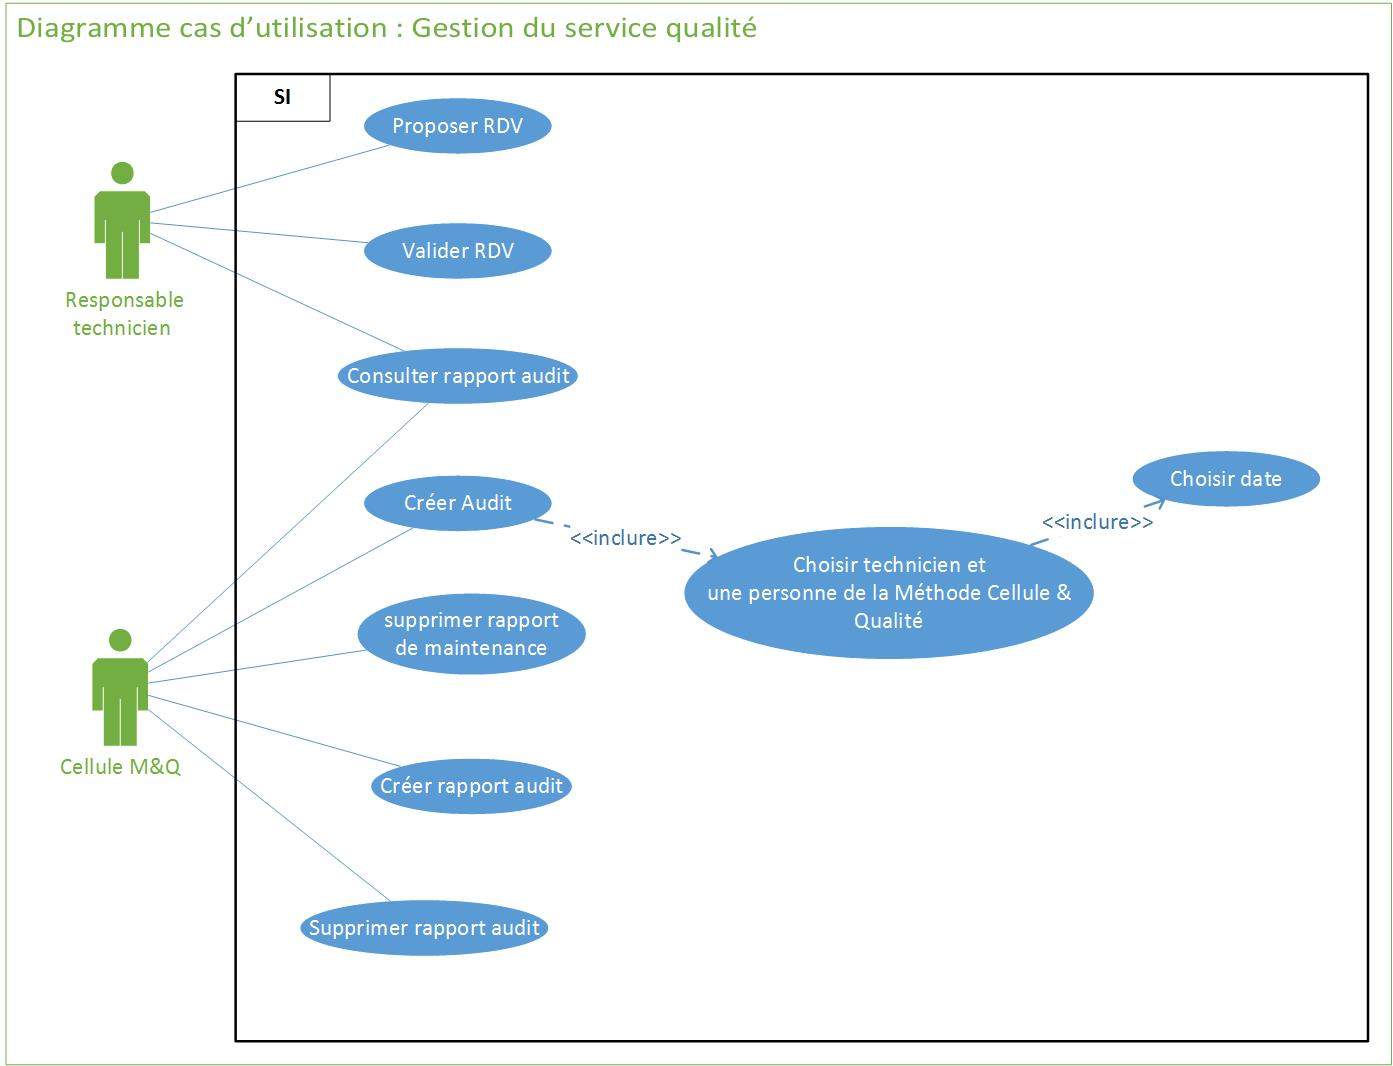 Diagramme cas d'utilisation : Gestion du service qualité
SI
Proposer RDV
Valider RDV
Responsable
technicien
Consulter rapport audit
Créer Audit
<<inclure>>
Choisir technicien et
une personne de la Méthode Cellule &
Qualité
<<inclure>>
Choisir date
supprimer rapport
de maintenance
Cellule M&Q
Créer rapport audit
Supprimer rapport audit